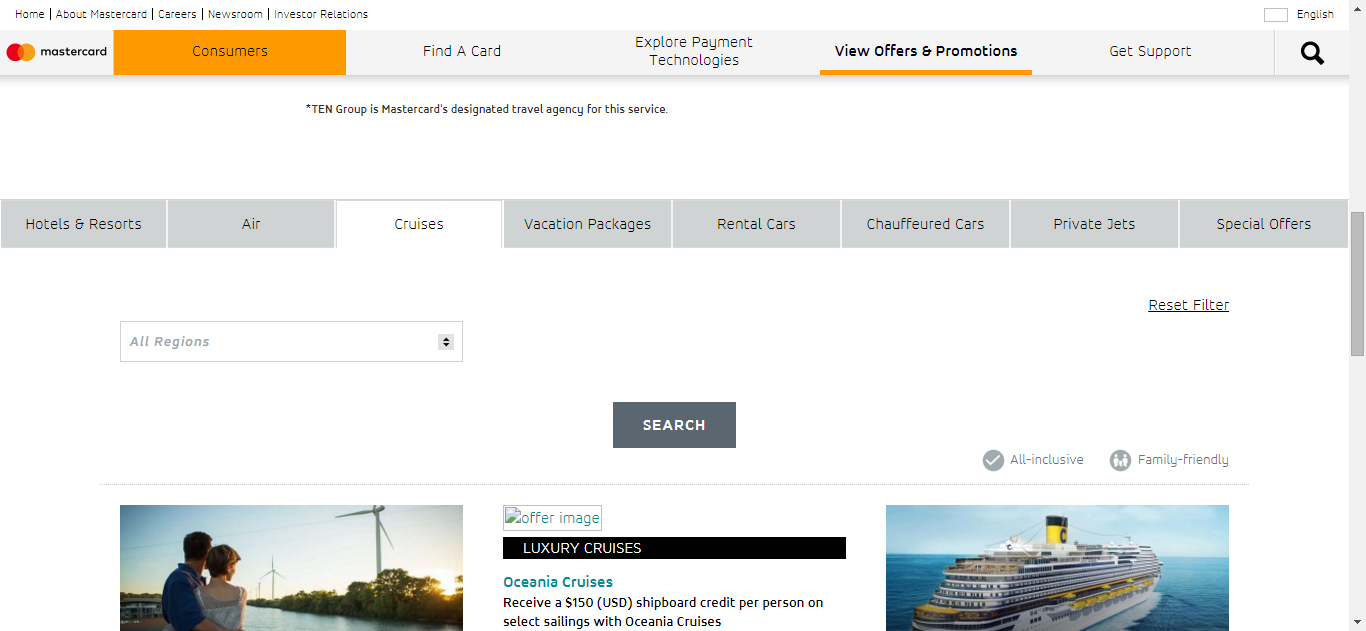 Home | About Mastercard | Careers | Newsroom | Investor Relations
English
mastercard
Consumers
Find A Card
Explore Payment
Technologies
View Offers & Promotions
Get Support
*TEN Group is Mastercard's designated travel agency for this service.
Hotels & Resorts
Air
Cruises
Vacation Packages
Rental Cars
Chauffeured Cars
Private Jets
Special Offers
Reset Filter
All Regions
SEARCH
All-inclusive
Family-friendly
offer image
LUXURY CRUISES
Oceania Cruises
Receive a $150 (USD) shipboard credit per person on
select sailings with Oceania Cruises